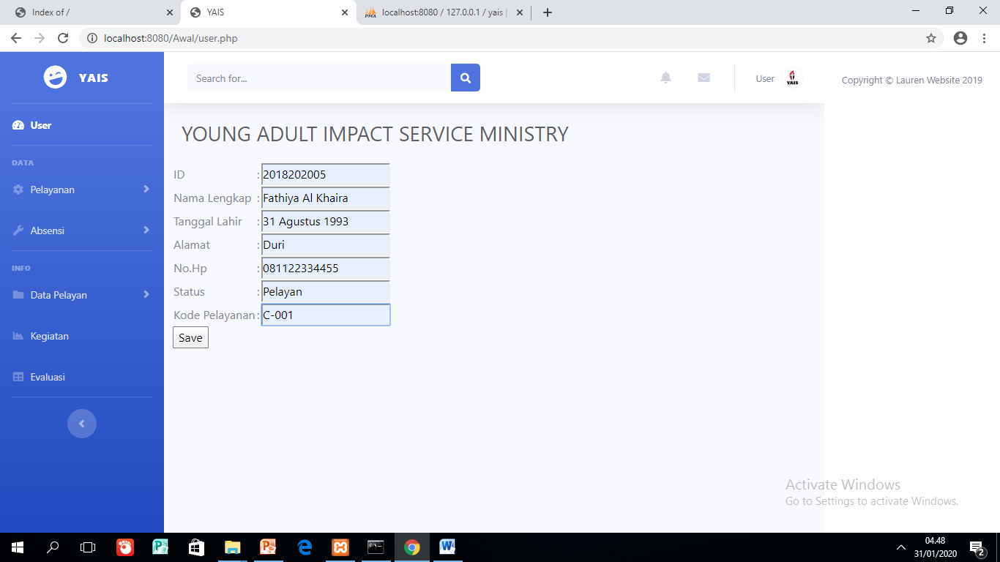 Index of /
YAIS
localhost:8080 / 127.0.0.1 / yais |
localhost:8080/Awal/user.php
YAIS
Search for...
User
YAIS
Copyright © Lauren Website 2019
User
YOUNG ADULT IMPACT SERVICE MINISTRY
DATA
Pelayanan
Absensi
INFO
Data Pelayan
Kegiatan
Evaluasi
ID : 2018202005
Nama Lengkap : Fathiya Al Khaira
Tanggal Lahir : 31 Agustus 1993
Alamat : Duri
No.Hp : 081122334455
Status : Pelayan
Kode Pelayanan : C-001
Save
Activate Windows
Go to Settings to activate Windows.
04.48
31/01/2020
2